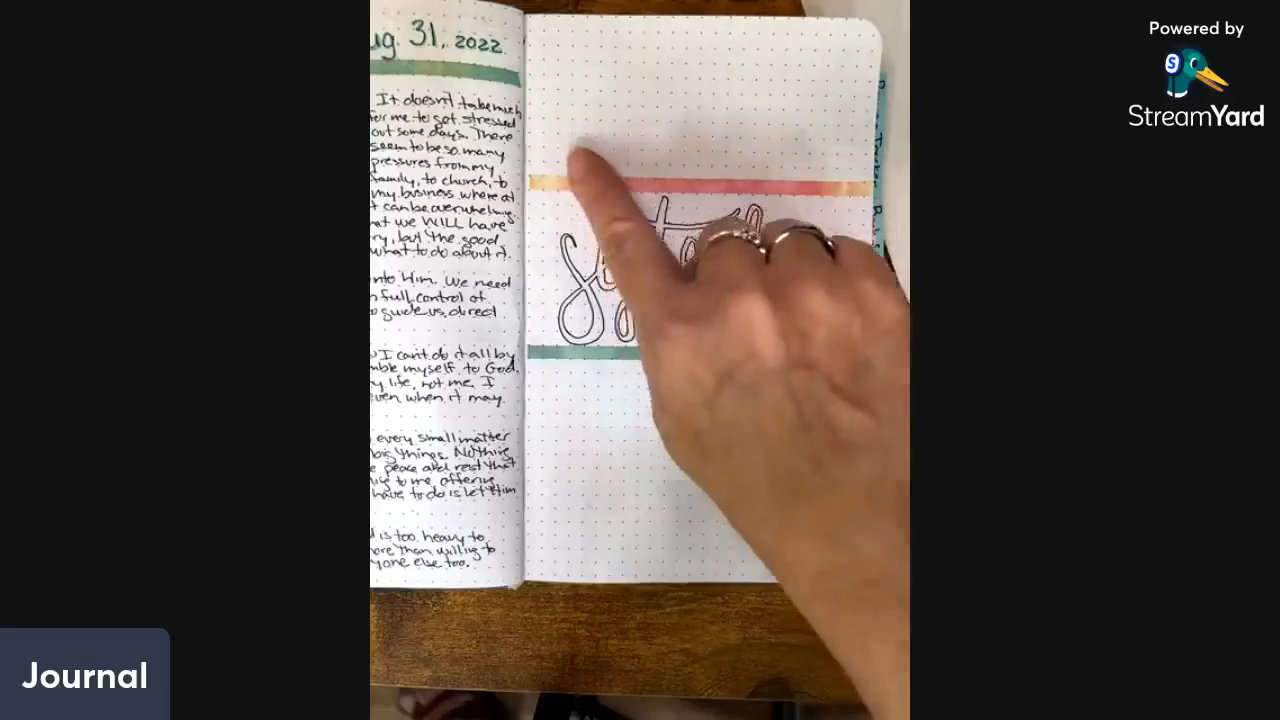 ug. 31, 2022
It doesn't take much
for me to get stressed
out some days. There
seem to be so many
pressures from my
family, to church, to
my business where at
t can be overwhelming.
at we WILL have
ry, but the good
what to do about it.
nto Him. We need
n full control of
o guide us, direct
I can't do it all by
mble myself to God.
y life, not me. I
even when it may
every small matter
big things. Nothing
e peace and rest that
to me offering
have to do is let Him
is too heavy to
ore than willing to
yone else too.
Powered by
StreamYard
Journal